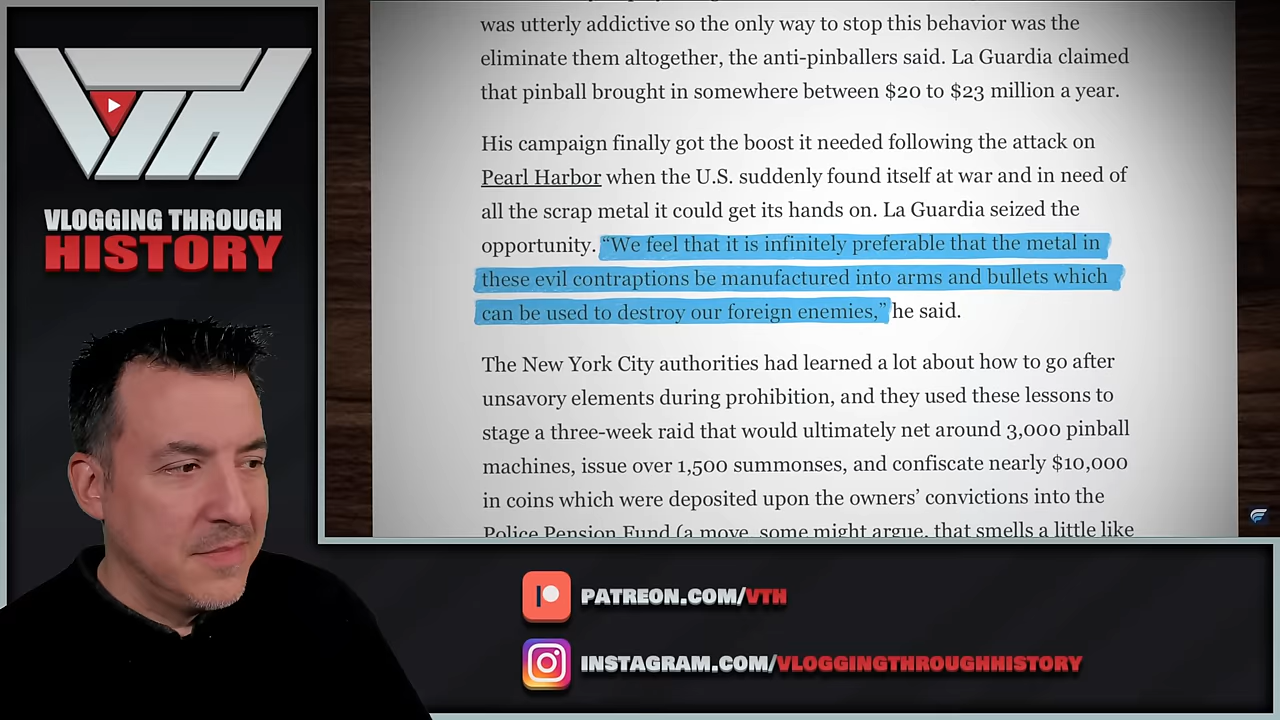 VTH
VLOGGING THROUGH
HISTORY
was utterly addictive so the only way to stop this behavior was the
eliminate them altogether, the anti-pinballers said. La Guardia claimed
that pinball brought in somewhere between $20 to $23 million a year.
His campaign finally got the boost it needed following the attack on
Pearl Harbor when the U.S. suddenly found itself at war and in need of
all the scrap metal it could get its hands on. La Guardia seized the
opportunity. “We feel that it is infinitely preferable that the metal in
these evil contraptions be manufactured into arms and bullets which
can be used to destroy our foreign enemies,” he said.
The New York City authorities had learned a lot about how to go after
unsavory elements during prohibition, and they used these lessons to
stage a three-week raid that would ultimately net around 3,000 pinball
machines, issue over 1,500 summonses, and confiscate nearly $10,000
in coins which were deposited upon the owners’ convictions into the
Police Pension Fund (a move, some might argue, that smells a little like
PATREON.COM/VTH
INSTAGRAM.COM/VLOGGINGTHROUGHHISTORY